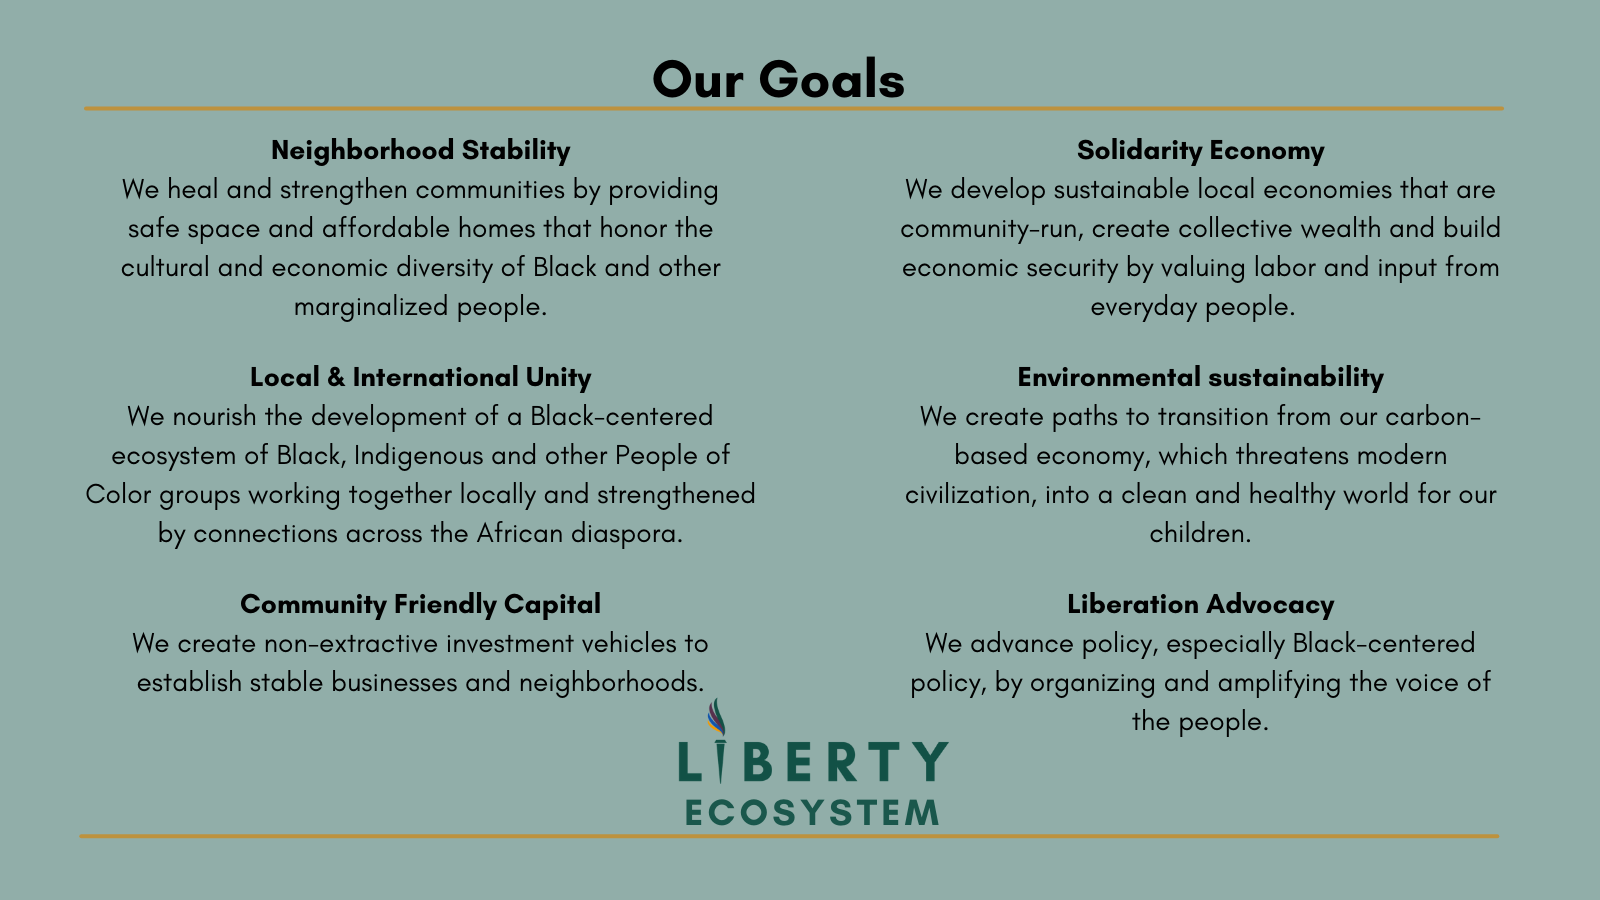 Our Goals
Neighborhood Stability
We heal and strengthen communities by providing
safe space and affordable homes that honor the
cultural and economic diversity of Black and other
marginalized people.
Local & International Unity
We nourish the development of a Black-centered
ecosystem of Black, Indigenous and other People of
Color groups working together locally and strengthened
by connections across the African diaspora.
Community Friendly Capital
We create non-extractive investment vehicles to
establish stable businesses and neighborhoods.
Solidarity Economy
We develop sustainable local economies that are
community-run, create collective wealth and build
economic security by valuing labor and input from
everyday people.
Environmental sustainability
We create paths to transition from our carbon-
based economy, which threatens modern
civilization, into a clean and healthy world for our
children.
Liberation Advocacy
We advance policy, especially Black-centered
policy, by organizing and amplifying the voice of
the people.
LIBERTY
ECOSYSTEM